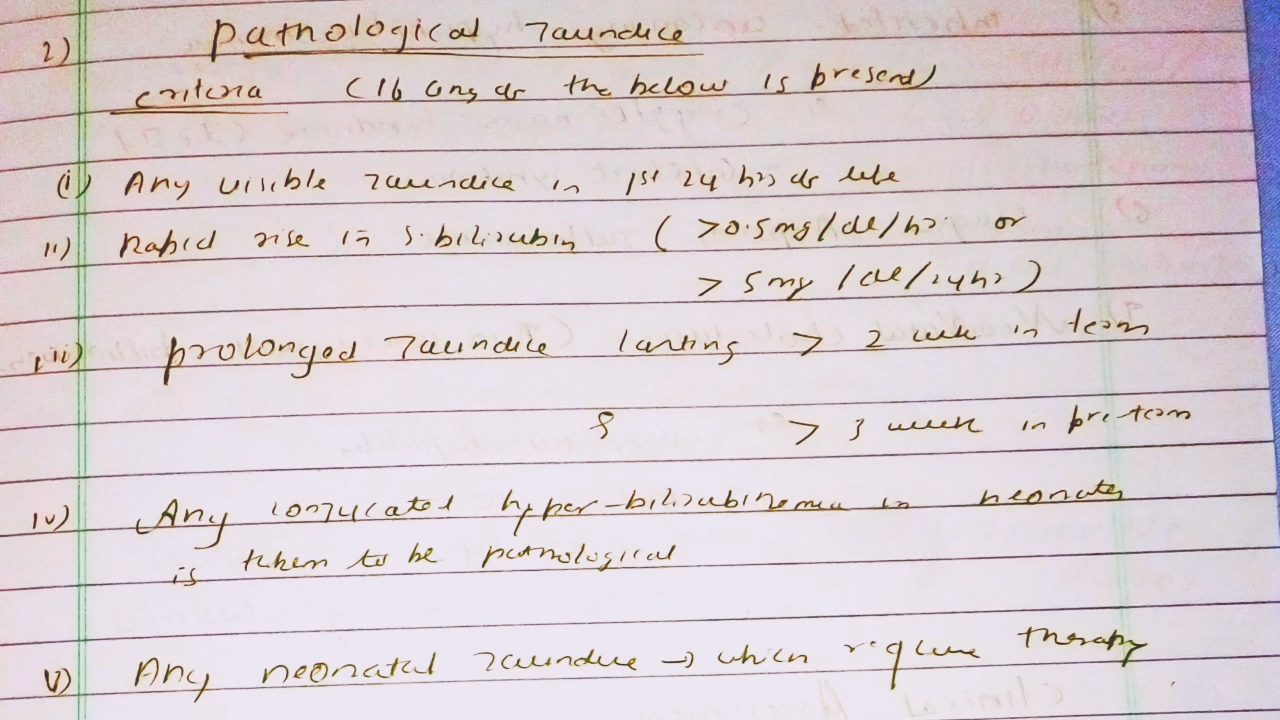 2) Pathological Jaundice
criteria (If any of the below is present)
(i) Any visible Jaundice in 1st 24 hrs of life
ii) Rapid rise in S. bilirubin ( >0.5mg/dl/hr or
> 5mg/dl/24hr )
iii) prolonged Jaundice lasting > 2 week in term
& > 3 week in pre-term
iv) Any conjucated hyper-bilirubinemia in neonates
is taken to be pathological
v) Any neonatal Jaundice → which require therapy